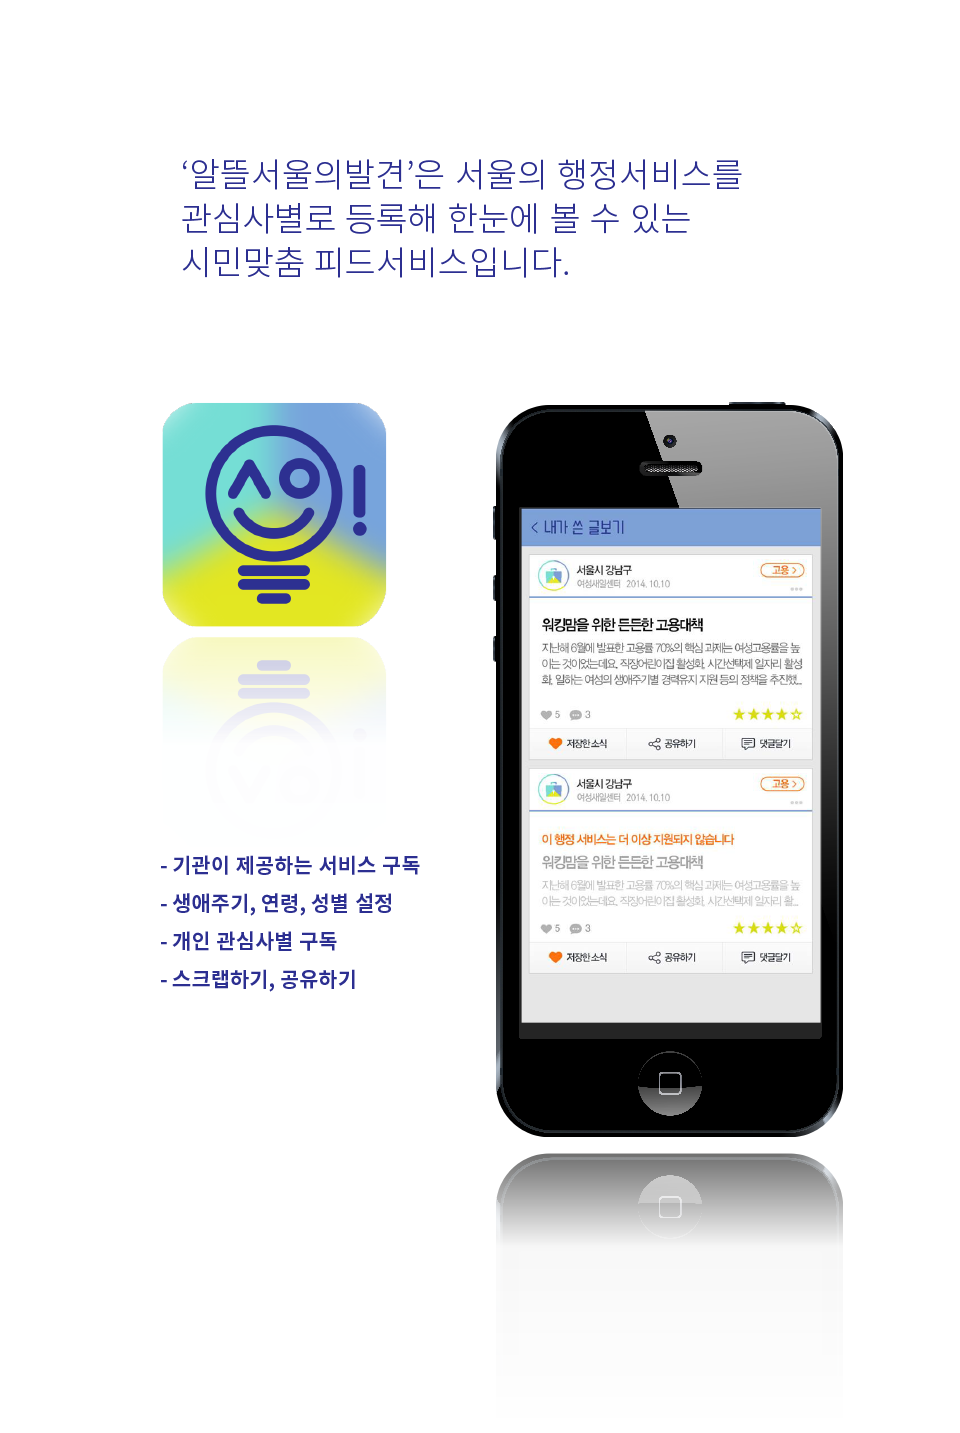 ‘알뜰서울의발견’은 서울의 행정서비스를
관심사별로 등록해 한눈에 볼 수 있는
시민맞춤 피드서비스입니다.
- 기관이 제공하는 서비스 구독
- 생애주기, 연령, 성별 설정
- 개인 관심사별 구독
- 스크랩하기, 공유하기
< 내가 쓴 글보기
서울시 강남구
고용 >
여성새일센터 2014.10.10
워킹맘을 위한 든든한 고용대책
지난해 6월에 발표한 고용률 70%의 핵심 과제는 여성고용률을 높
이는 것이었는데요, 직장어린이집 활성화, 시간선택제 일자리 활성
화, 일하는 여성의 생애주기별 경력유지 지원 등의 정책을 추진했...
5 3
저장한 소식 공유하기 댓글달기
서울시 강남구
고용 >
여성새일센터 2014.10.10
이 행정 서비스는 더 이상 지원되지 않습니다
워킹맘을 위한 든든한 고용대책
지난해 6월에 발표한 고용률 70%의 핵심 과제는 여성고용률을 높
이는 것이었는데요, 직장어린이집 활성화, 시간선택제 일자리 활...
5 3
저장한 소식 공유하기 댓글달기